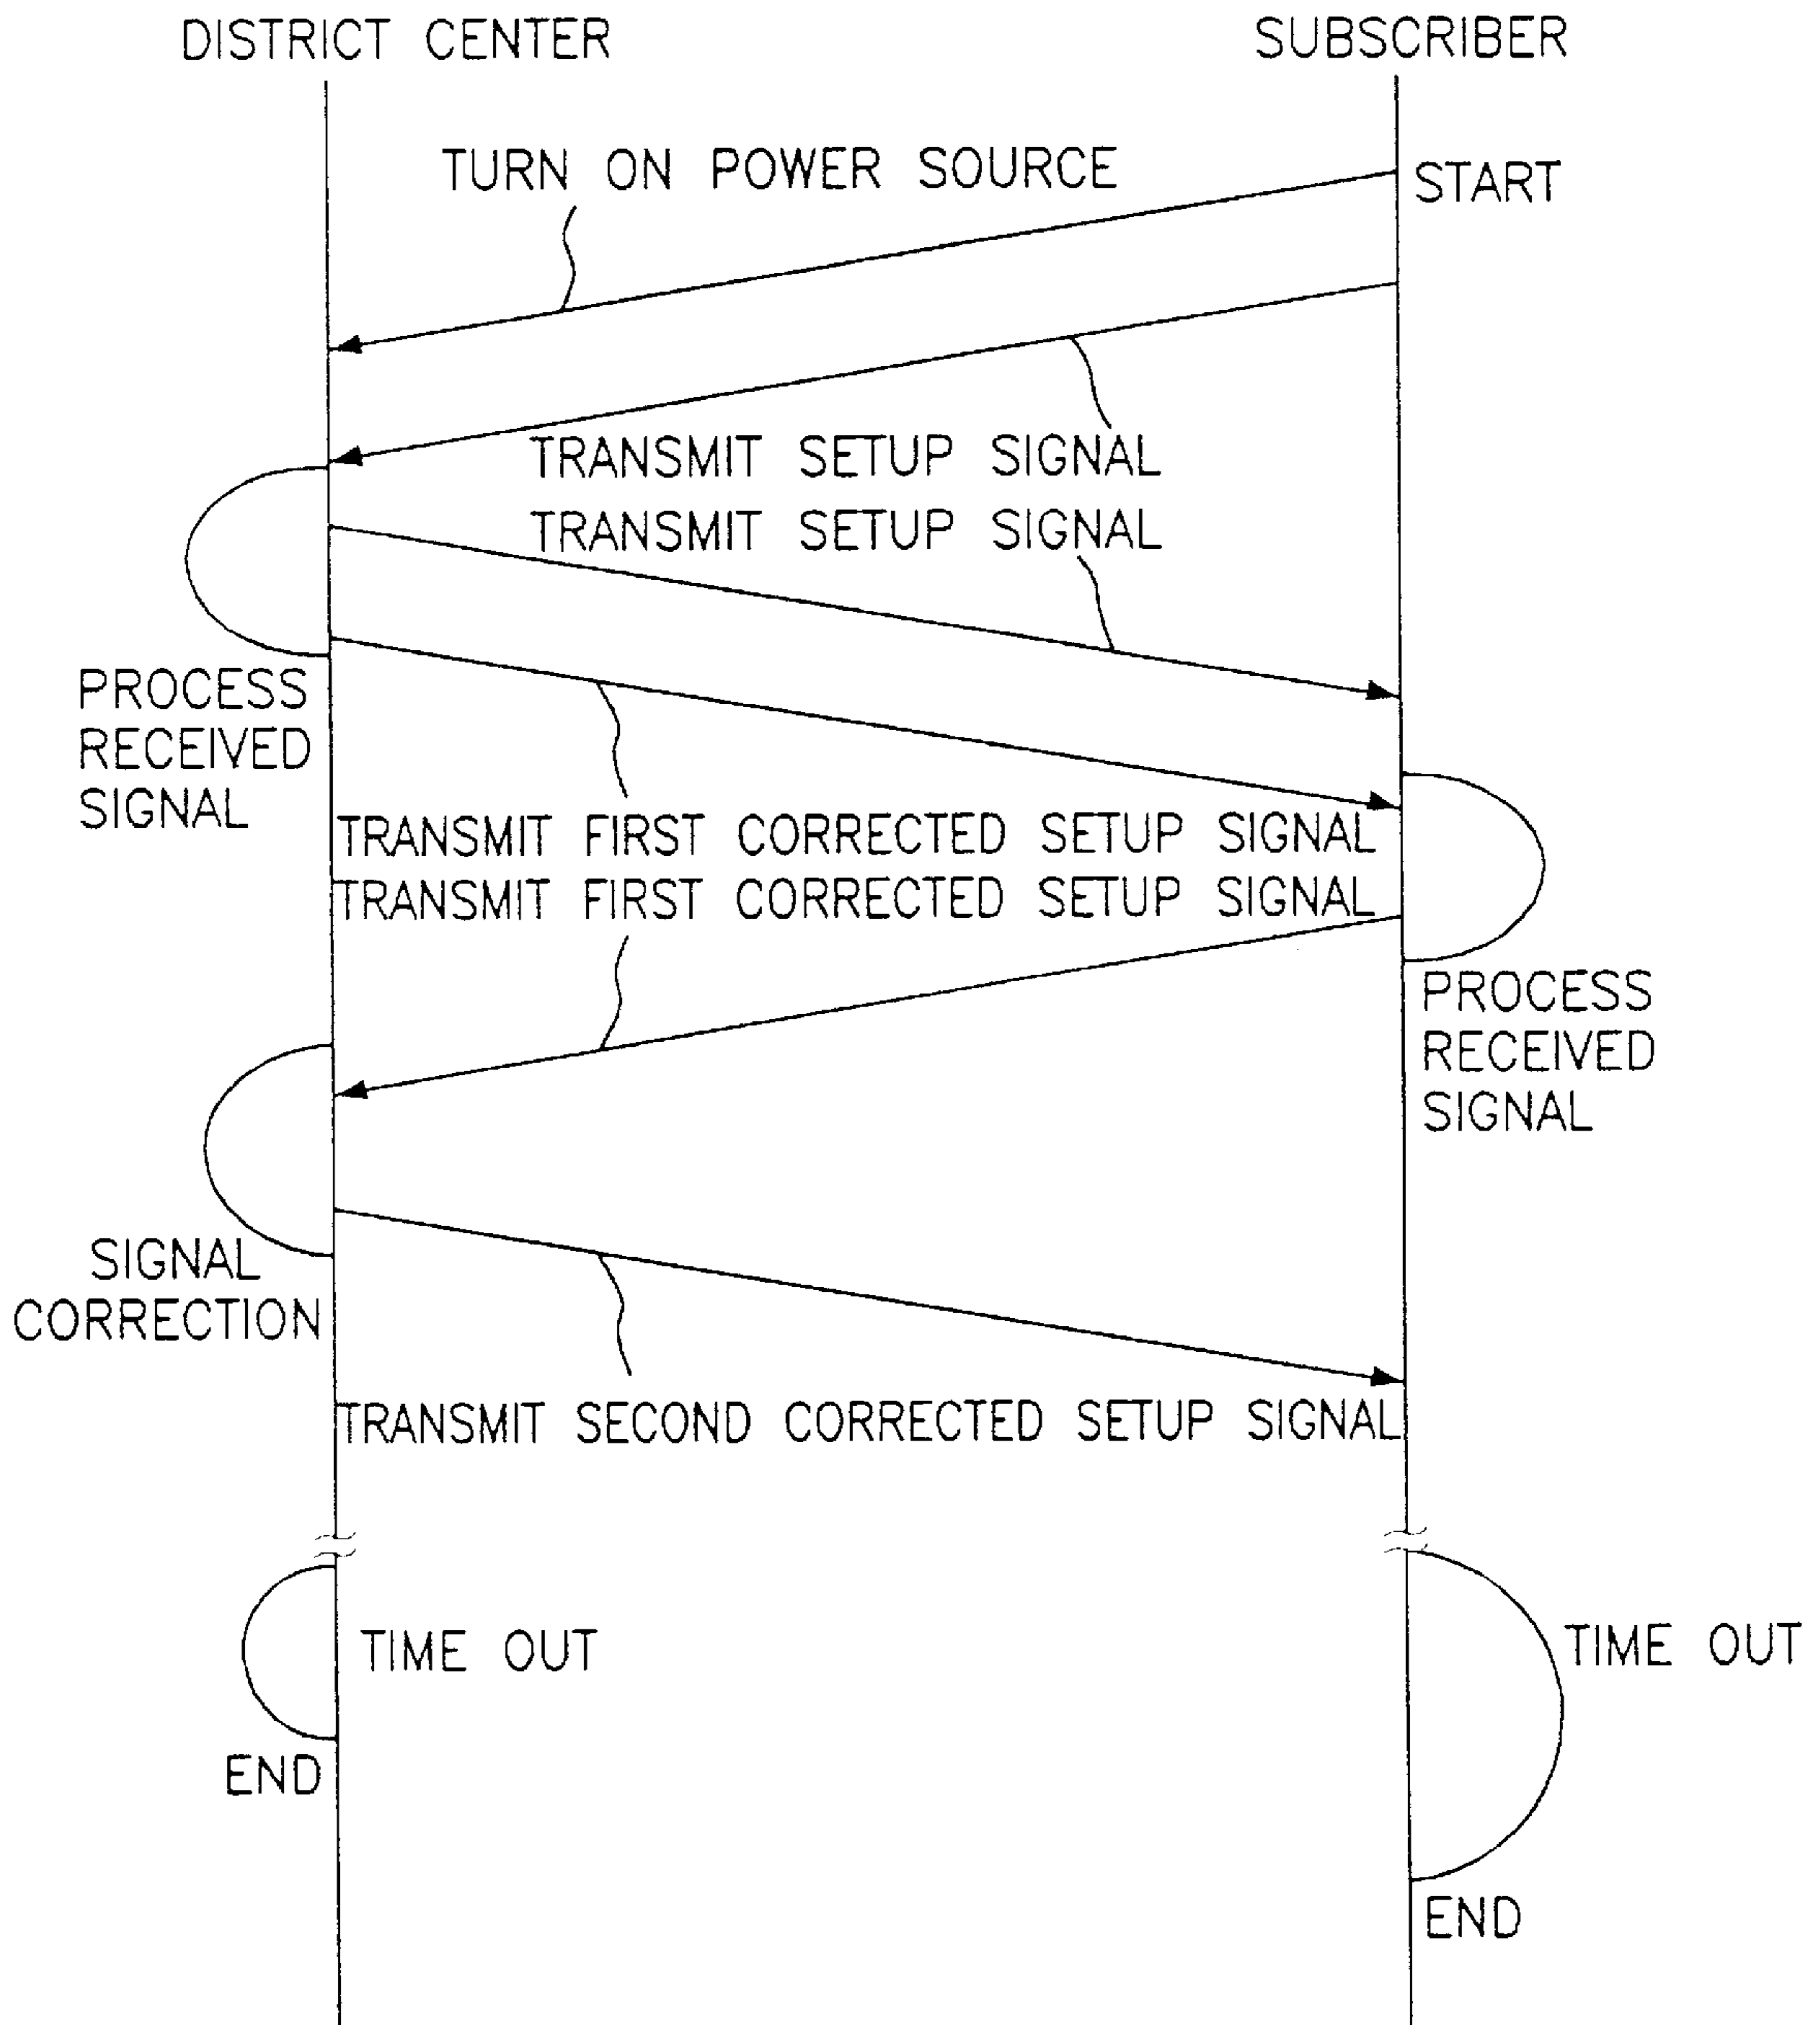 DISTRICT CENTER
SUBSCRIBER
TURN ON POWER SOURCE
START
TRANSMIT SETUP SIGNAL
TRANSMIT SETUP SIGNAL
PROCESS
RECEIVED
SIGNAL
TRANSMIT FIRST CORRECTED SETUP SIGNAL
TRANSMIT FIRST CORRECTED SETUP SIGNAL
PROCESS
RECEIVED
SIGNAL
SIGNAL
CORRECTION
TRANSMIT SECOND CORRECTED SETUP SIGNAL
TIME OUT
TIME OUT
END
END